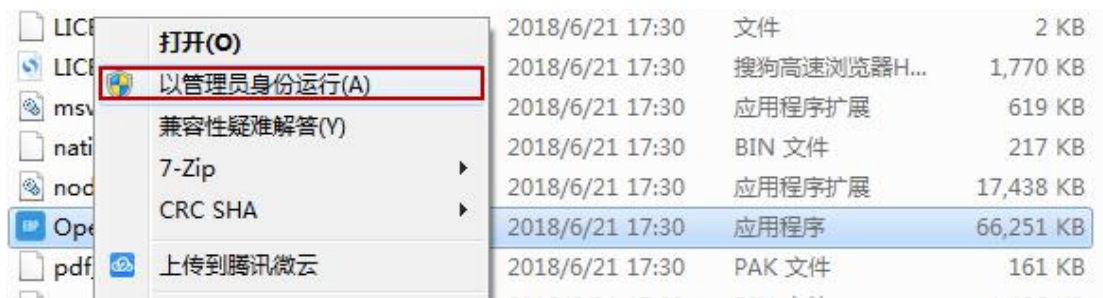 LICE 打开(O) 2018/6/21 17:30 文件 2 KB
LICE 以管理员身份运行(A) 2018/6/21 17:30 搜狗高速浏览器H... 1,770 KB
msv 兼容性疑难解答(Y) 2018/6/21 17:30 应用程序扩展 619 KB
nati 7-Zip 2018/6/21 17:30 BIN 文件 217 KB
nod CRC SHA 2018/6/21 17:30 应用程序扩展 17,438 KB
Ope 2018/6/21 17:30 应用程序 66,251 KB
pdf_ 上传到腾讯微云 2018/6/21 17:30 PAK 文件 161 KB